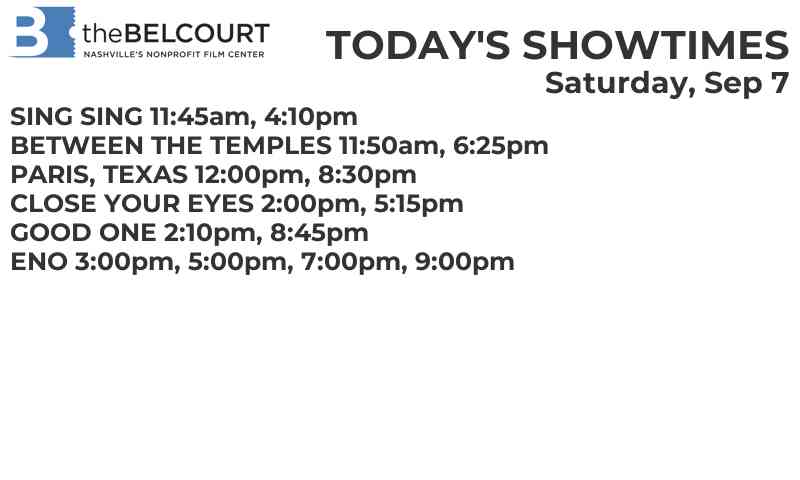 B theBELCOURT
NASHVILLE'S NONPROFIT FILM CENTER
TODAY'S SHOWTIMES
Saturday, Sep 7
SING SING 11:45am, 4:10pm
BETWEEN THE TEMPLES 11:50am, 6:25pm
PARIS, TEXAS 12:00pm, 8:30pm
CLOSE YOUR EYES 2:00pm, 5:15pm
GOOD ONE 2:10pm, 8:45pm
ENO 3:00pm, 5:00pm, 7:00pm, 9:00pm